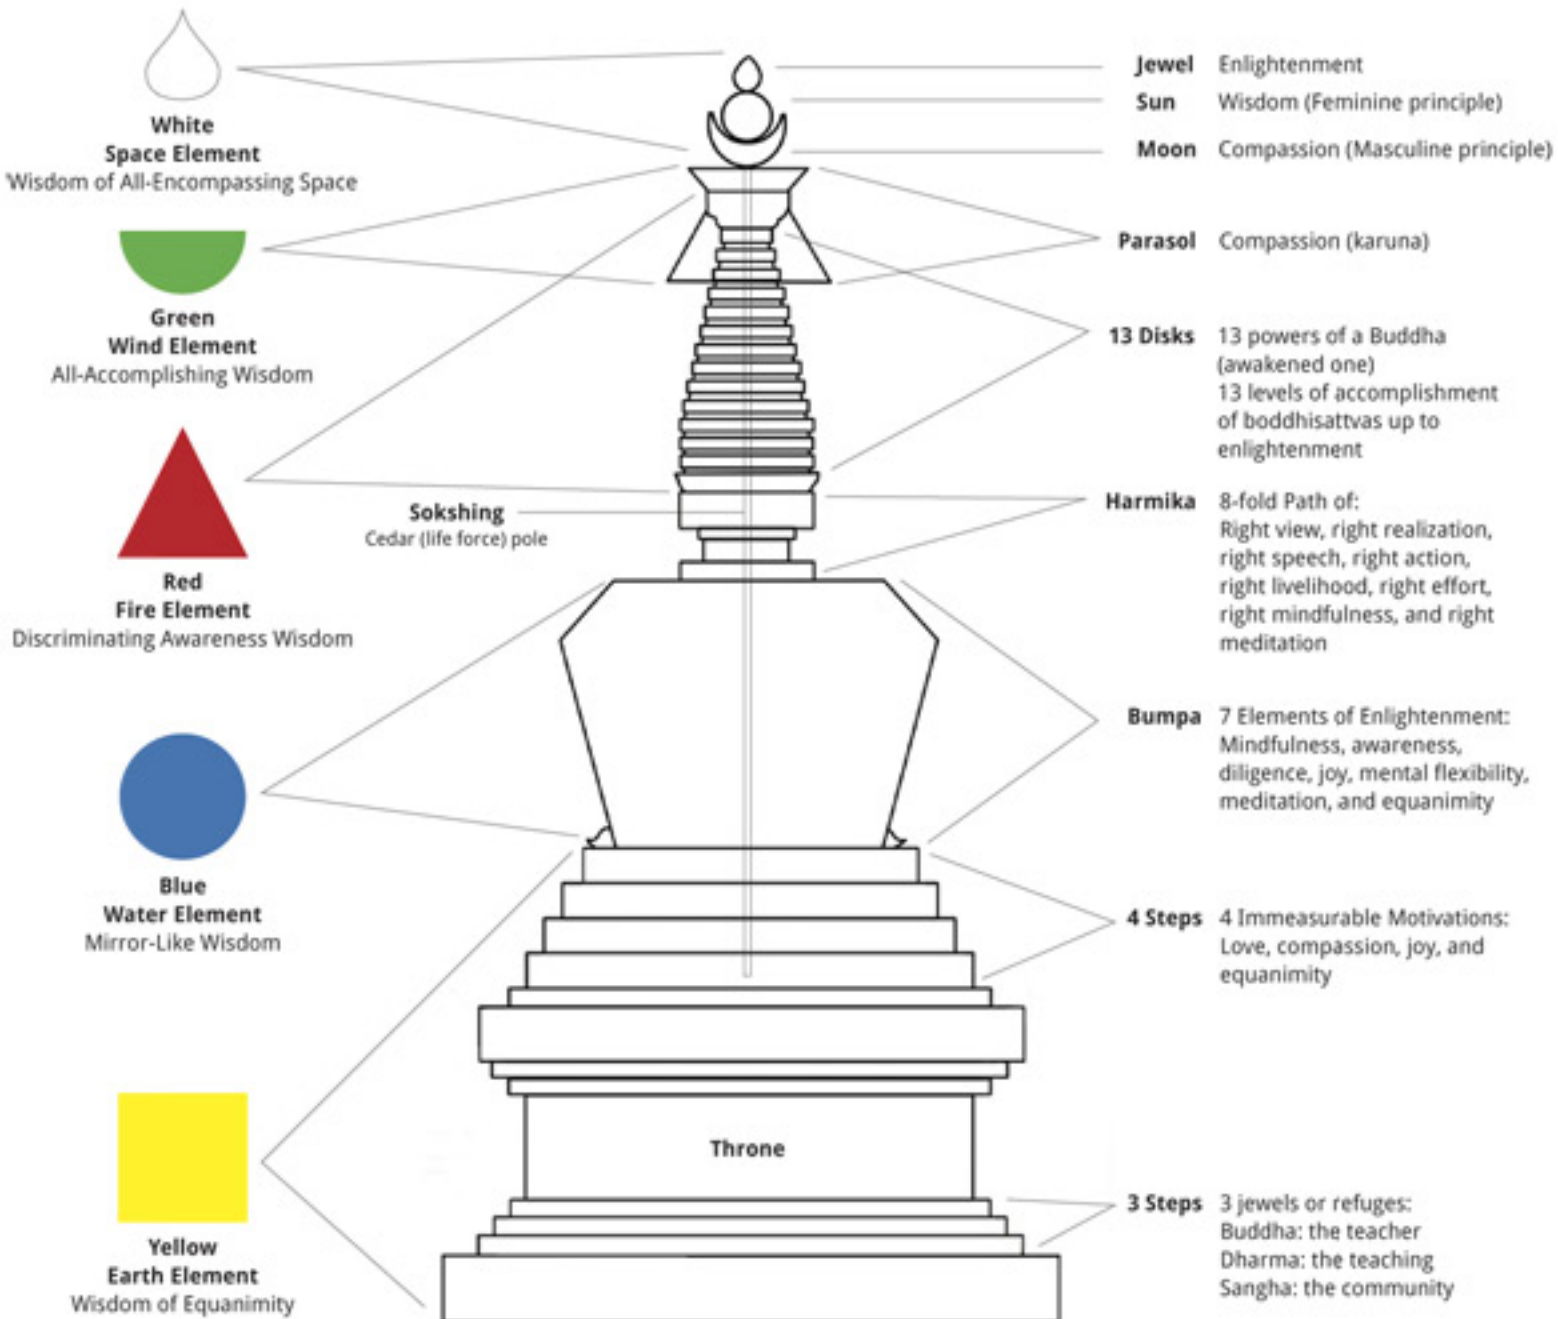 White
Space Element
'Wisdom of All-Encompassing Space
Green
Wind Element
All-Accomplishing Wisdom
Red
Fire Element
Discriminating Awareness Wisdom
Blue
Water Element
Mirror-Like Wisdom
Yellow
Earth Element
Wisdom of Equanimity
Sokshing
Cedar (life force) pole
Throne
Jewel Enlightenment
Sun Wisdom (Feminine principle)
Moon Compassion (Masculine principle)
Parasol Compassion (karuna)
13 Disks 13 powers of a Buddha
(awakened one)
13 levels of accomplishment
of boddhisattvas up to
enlightenment
Harmika 8-fold Path of:
Right view, right realization,
right speech, right action,
right livelihood, right effort,
right mindfulness, and right
meditation
Bumpa 7 Elements of Enlightenment:
Mindfulness, awareness,
diligence, joy, mental flexibility,
meditation, and equanimity
4 Steps 4 Immeasurable Motivations:
Love, compassion, joy, and
equanimity
3 Steps 3 jewels or refuges:
Buddha: the teacher
Dharma: the teaching
Sangha: the community